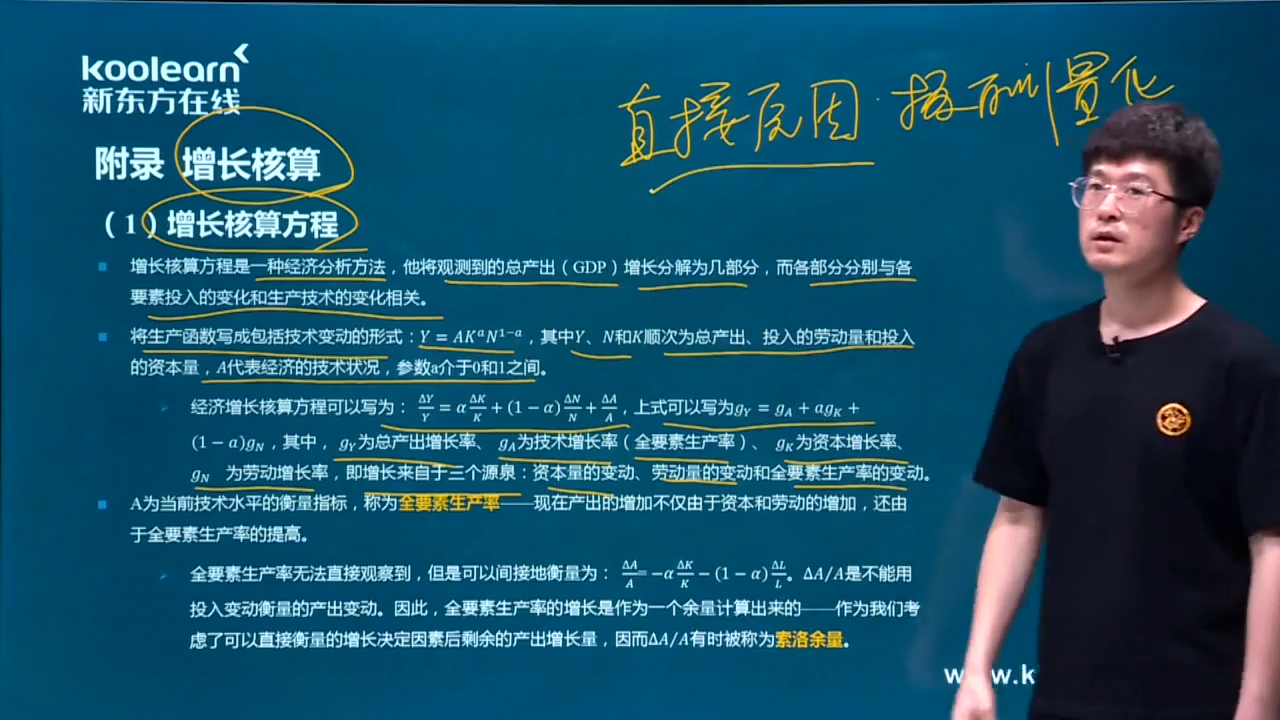 koolearn
新东方在线
直接原因·
附录 增长核算
（1）增长核算方程
■ 增长核算方程是一种经济分析方法，他将观测到的总产出（GDP）增长分解为几部分，而各部分分别与各
要素投入的变化和生产技术的变化相关。
■ 将生产函数写成包括技术变动的形式：Y = AKᵃN¹⁻ᵃ，其中Y、N和K顺次为总产出、投入的劳动量和投入
的资本量，A代表经济的技术状况，参数a介于0和1之间。
➢ 经济增长核算方程可以写为：ΔY/Y = α ΔK/K + (1 − α) ΔN/N + ΔA/A，上式可以写为g_Y = g_A + ag_K +
(1 − a)g_N，其中，g_Y为总产出增长率、g_A为技术增长率（全要素生产率）、g_K为资本增长率、
g_N 为劳动增长率，即增长来自于三个源泉：资本量的变动、劳动量的变动和全要素生产率的变动。
■ A为当前技术水平的衡量指标，称为全要素生产率——现在产出的增加不仅由于资本和劳动的增加，还由
于全要素生产率的提高。
➢ 全要素生产率无法直接观察到，但是可以间接地衡量为：ΔA/A = −α ΔK/K − (1 − α) ΔL/L。ΔA/A是不能用
投入变动衡量的产出变动。因此，全要素生产率的增长是作为一个余量计算出来的——作为我们考
虑了可以直接衡量的增长决定因素后剩余的产出增长量，因而ΔA/A有时被称为索洛余量。
www.k